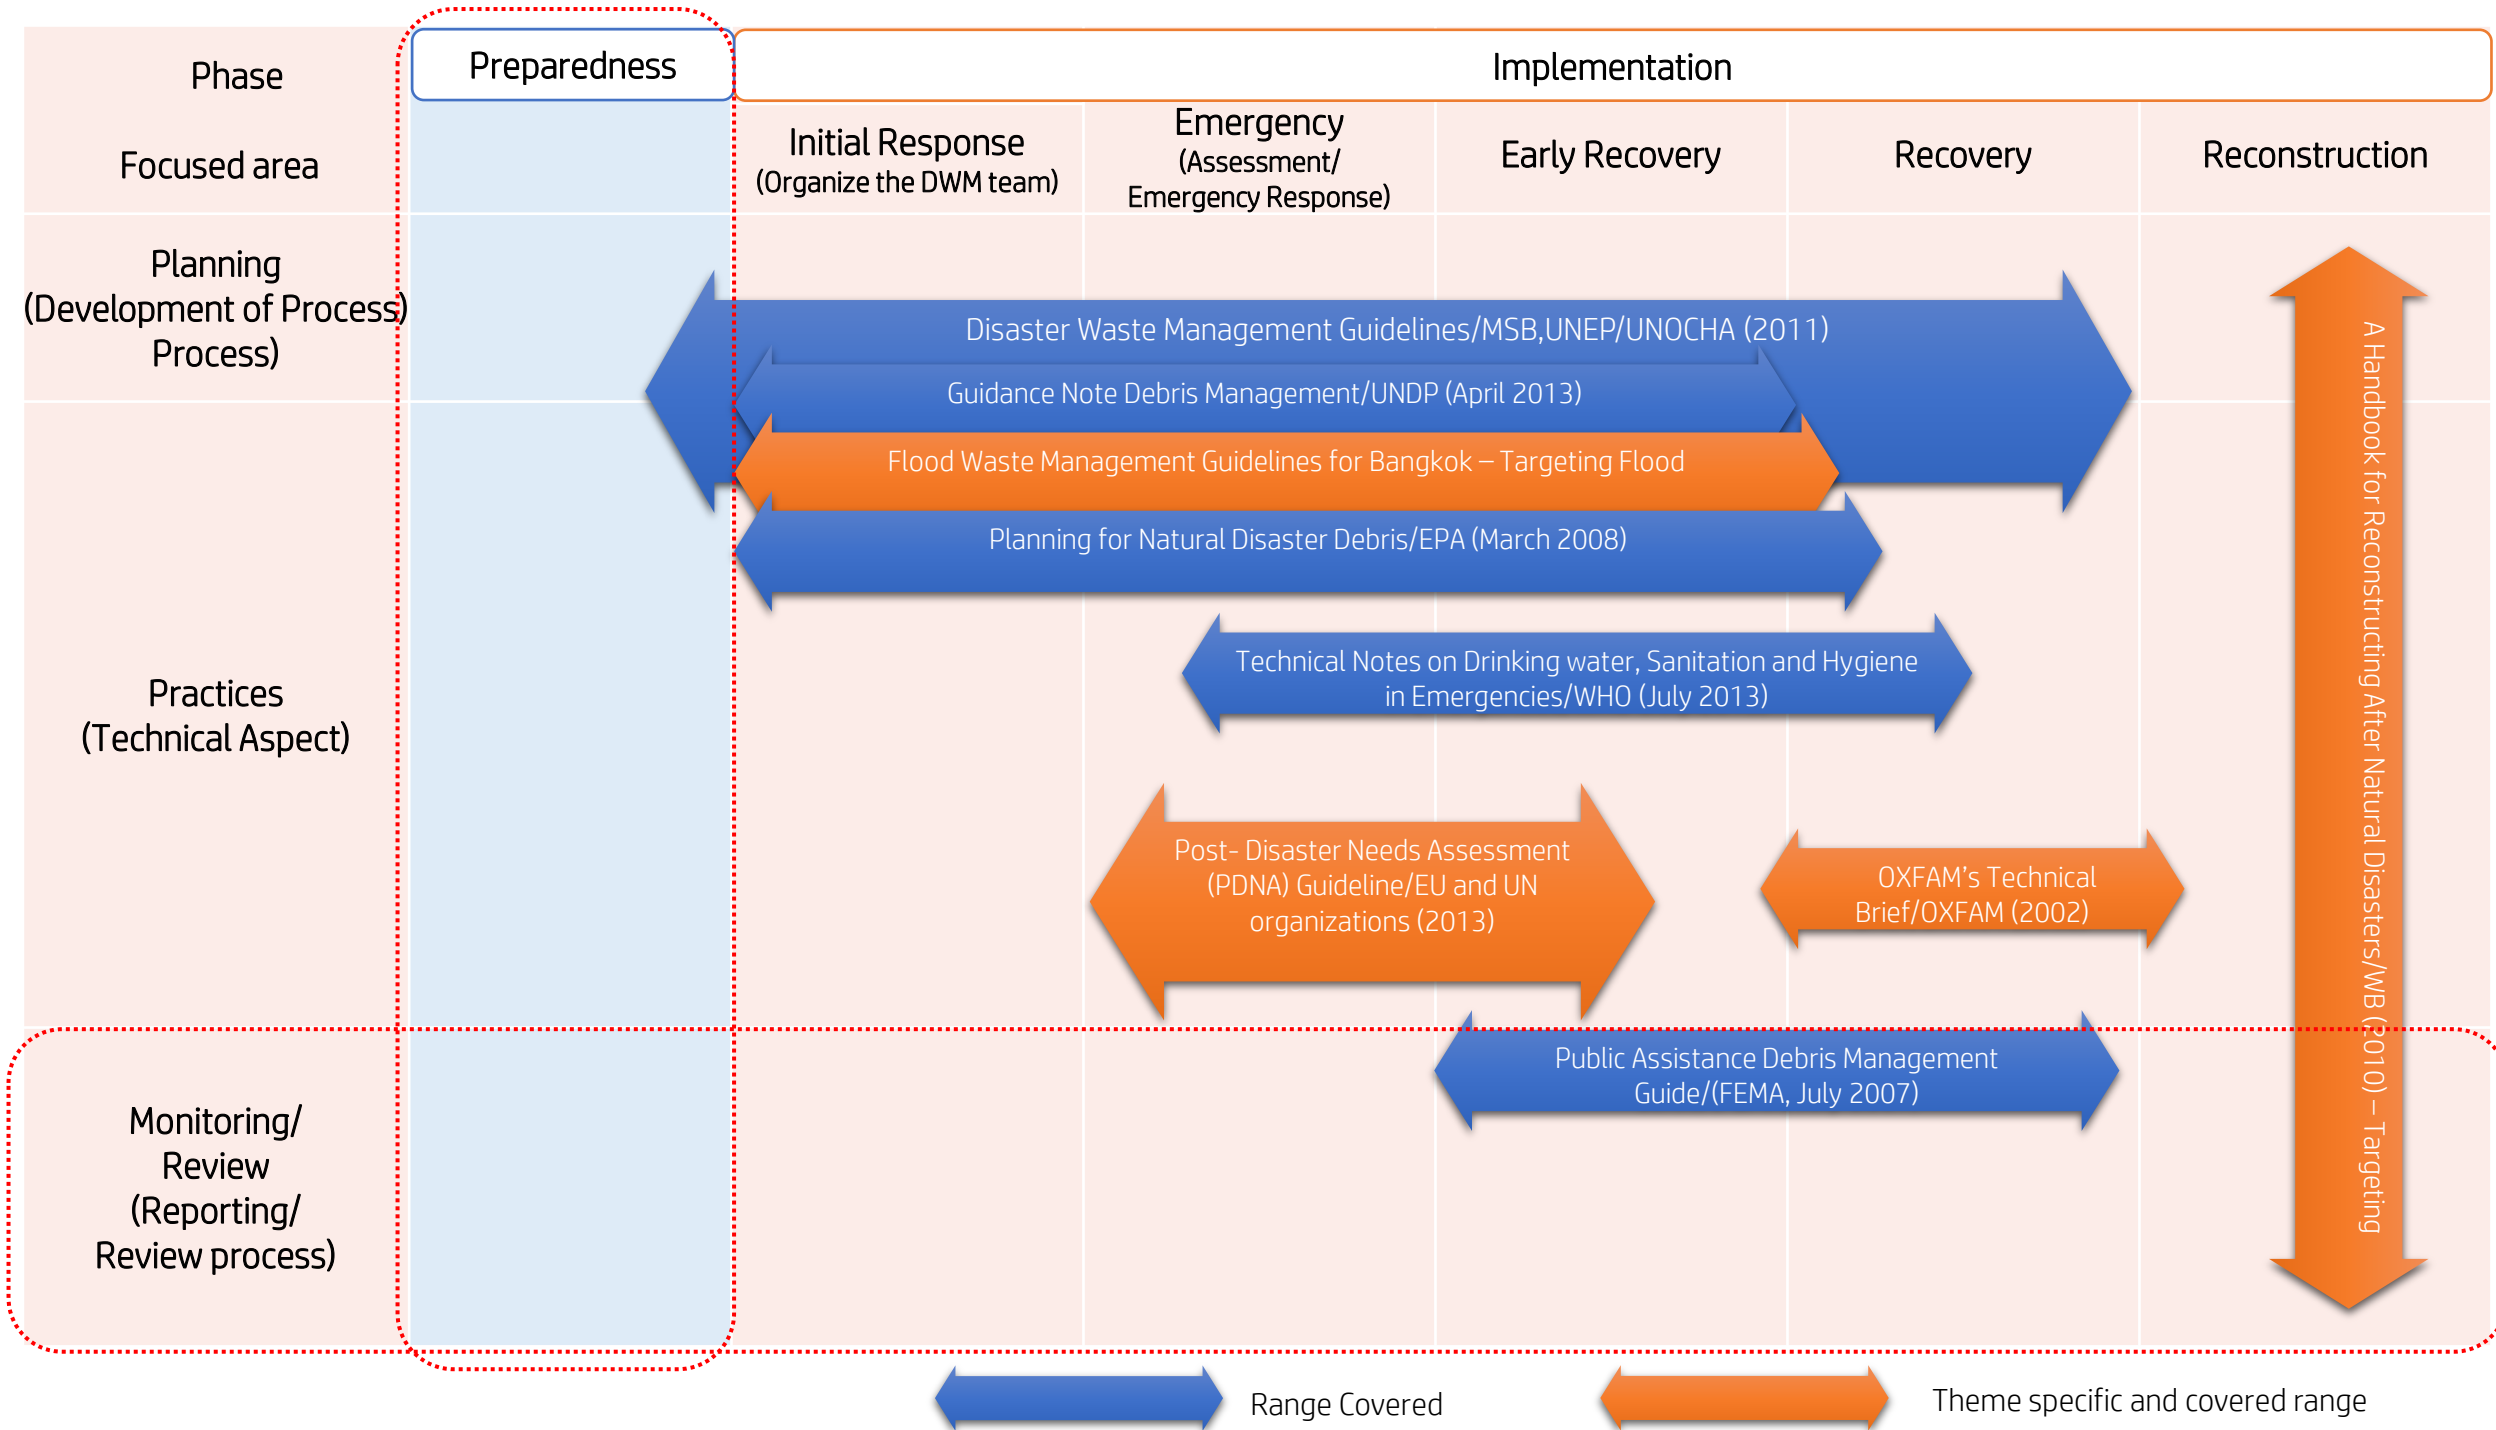 Phase
Preparedness
Implementation
Focused area
Initial Response
(Organize the DWM team)
Emergency
(Assessment/
Emergency Response)
Early Recovery
Recovery
Reconstruction
Planning
(Development of Process)
Process)
Disaster Waste Management Guidelines/MSB,UNEP/UNOCHA (2011)
Guidance Note Debris Management/UNDP (April 2013)
Flood Waste Management Guidelines for Bangkok – Targeting Flood
Planning for Natural Disaster Debris/EPA (March 2008)
Practices
(Technical Aspect)
Technical Notes on Drinking water, Sanitation and Hygiene
in Emergencies/WHO (July 2013)
Post- Disaster Needs Assessment
(PDNA) Guideline/EU and UN
organizations (2013)
OXFAM's Technical
Brief/OXFAM (2002)
A Handbook for Reconstructing After Natural Disasters/WB (2010) – Targeting
Monitoring/
Review
(Reporting/
Review process)
Public Assistance Debris Management
Guide/(FEMA, July 2007)
Range Covered
Theme specific and covered range